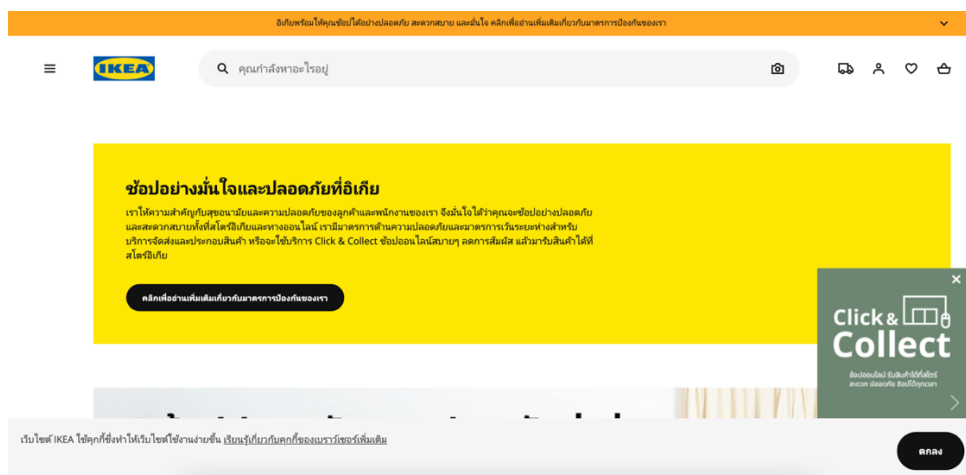 อิเกียพร้อมให้คุณช้อปได้อย่างปลอดภัย สะดวกสบาย และมั่นใจ คลิกเพื่ออ่านเพิ่มเติมเกี่ยวกับมาตรการป้องกันของเรา
IKEA
คุณกำลังหาอะไรอยู่
ช้อปอย่างมั่นใจและปลอดภัยที่อิเกีย
เราให้ความสำคัญกับสุขอนามัยและความปลอดภัยของลูกค้าและพนักงานของเรา จึงมั่นใจได้ว่าคุณจะช้อปอย่างปลอดภัย
และสะดวกสบายทั้งที่สโตร์อิเกียและทางออนไลน์ เรามีมาตรการด้านความปลอดภัยและมาตรการเว้นระยะห่างสำหรับ
บริการจัดส่งและประกอบสินค้า หรือจะใช้บริการ Click & Collect ช้อปออนไลน์สบายๆ ลดการสัมผัส แล้วมารับสินค้าได้ที่
สโตร์อิเกีย
คลิกเพื่ออ่านเพิ่มเติมเกี่ยวกับมาตรการป้องกันของเรา
Click &
Collect
ช้อปออนไลน์ รับสินค้าได้ที่สโตร์
สะดวก ปลอดภัย ช้อปได้ทุกเวลา
เว็บไซต์ IKEA ใช้คุกกี้ซึ่งทำให้เว็บไซต์ใช้งานง่ายขึ้น เรียนรู้เกี่ยวกับคุกกี้ของเบราว์เซอร์เพิ่มเติม
ตกลง